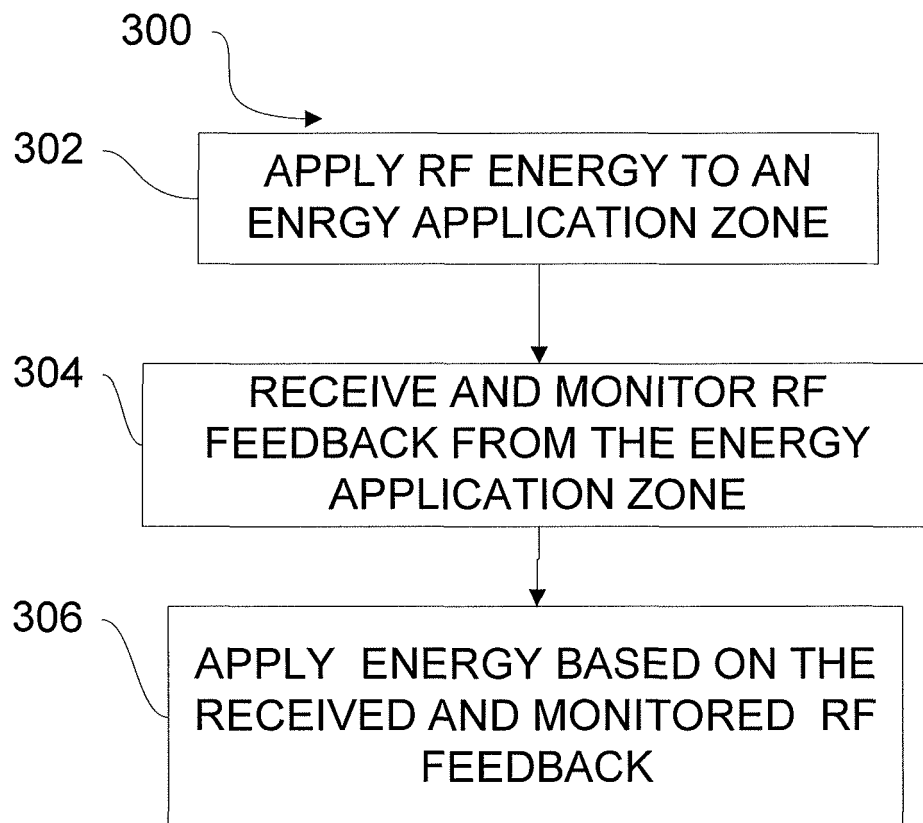 300
302
APPLY RF ENERGY TO AN
ENRGY APPLICATION ZONE
304
RECEIVE AND MONITOR RF
FEEDBACK FROM THE ENERGY
APPLICATION ZONE
306
APPLY ENERGY BASED ON THE
RECEIVED AND MONITORED RF
FEEDBACK